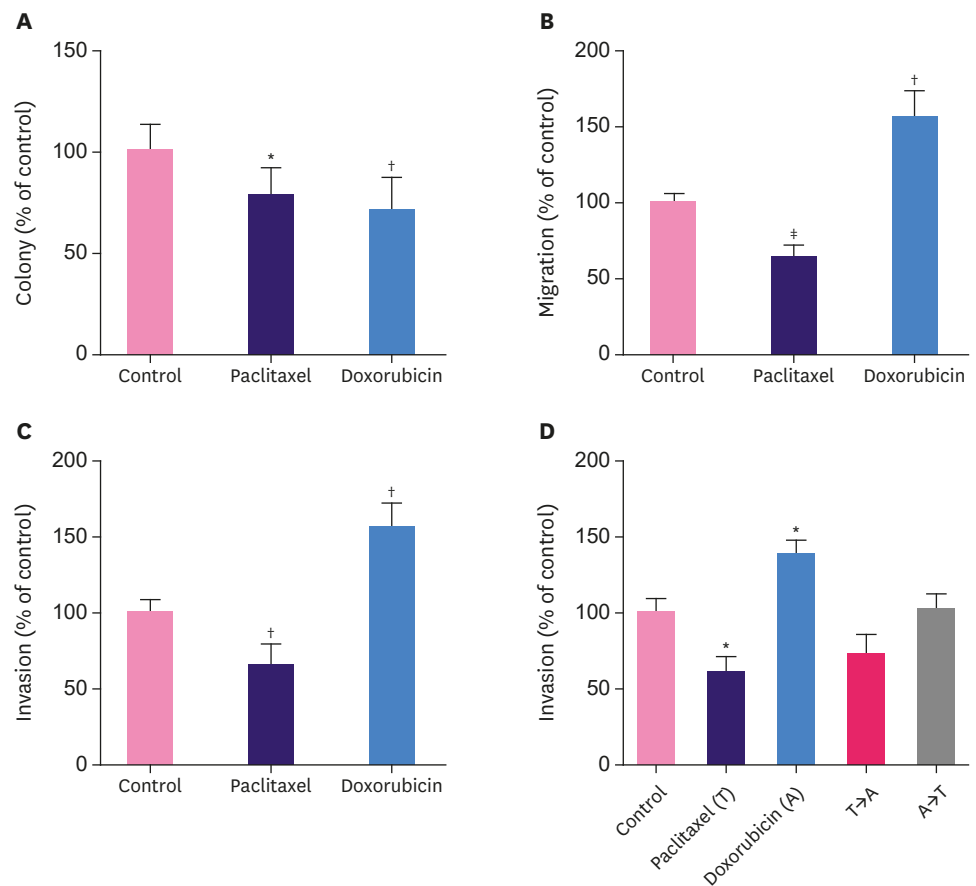 A
Colony (% of control)
150
100
50
0
*
†
Control Paclitaxel Doxorubicin
B
Migration (% of control)
200
150
100
50
0
‡
†
Control Paclitaxel Doxorubicin
C
Invasion (% of control)
200
150
100
50
0
†
†
Control Paclitaxel Doxorubicin
D
Invasion (% of control)
200
150
100
50
0
*
*
Control
Paclitaxel (T)
Doxorubicin (A)
T→A
A→T